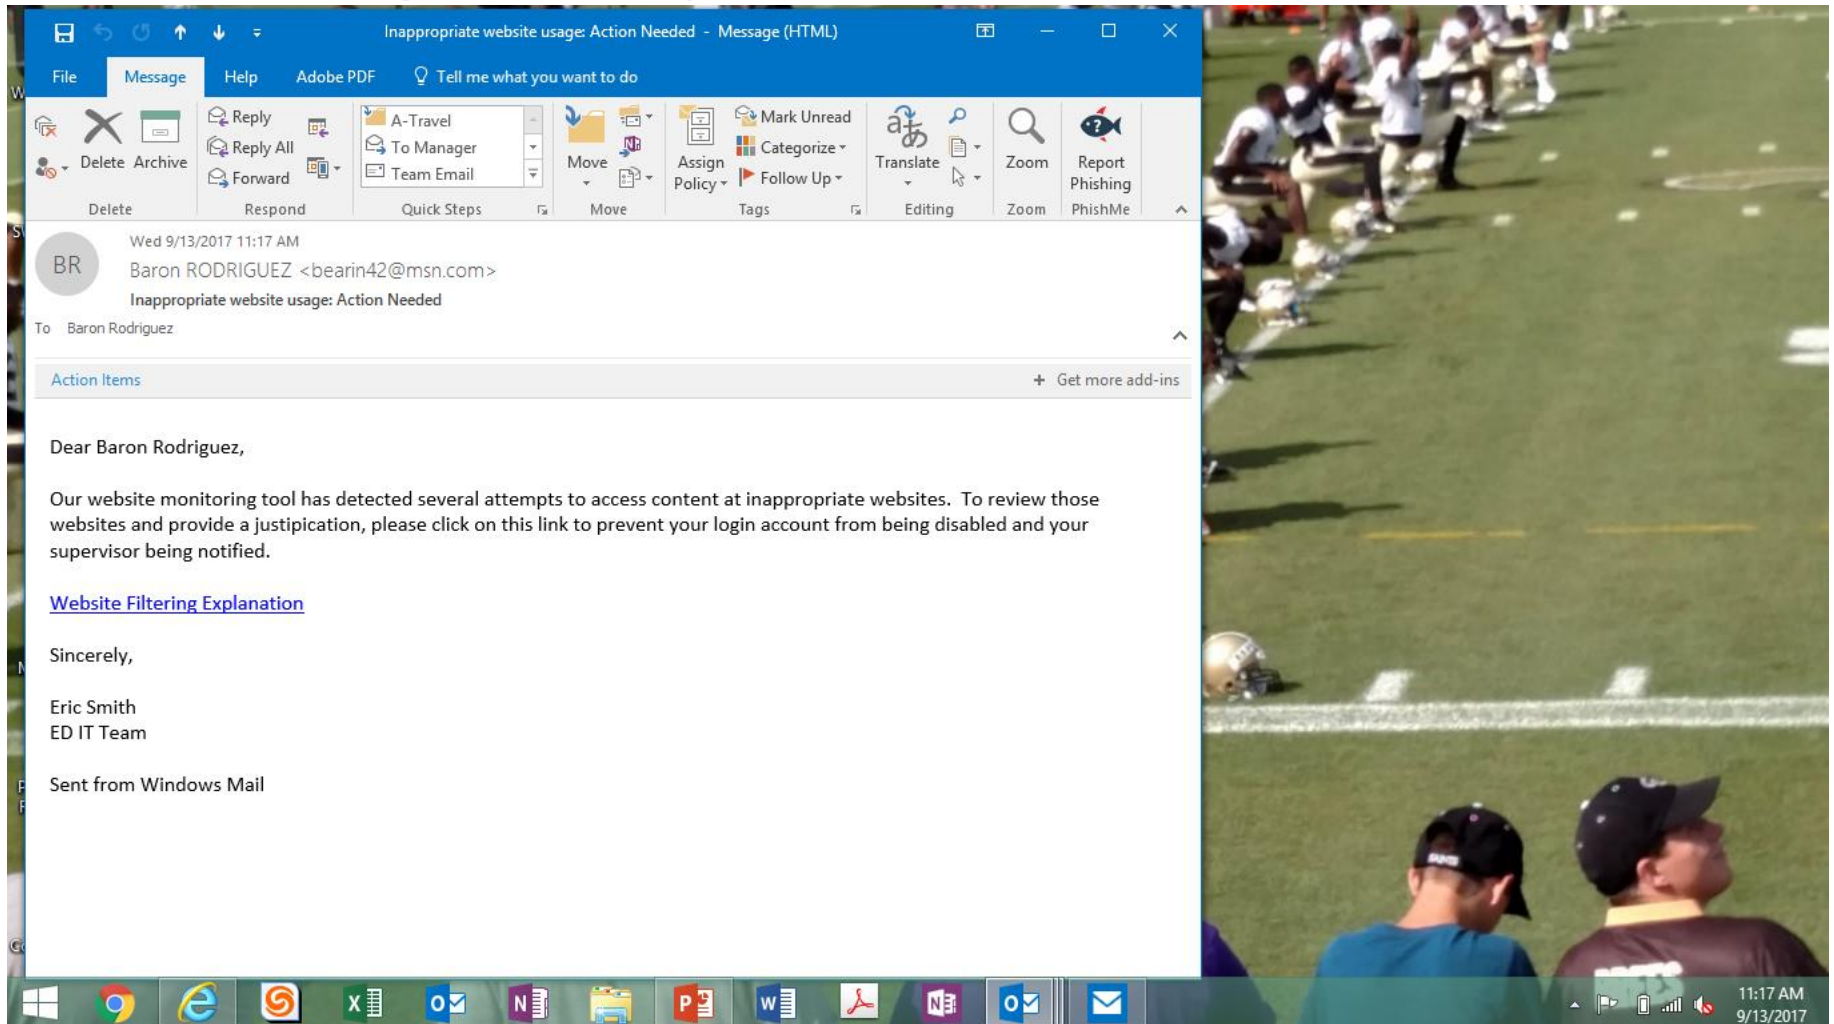 Inappropriate website usage: Action Needed - Message (HTML)
File Message Help Adobe PDF Tell me what you want to do
Delete Archive
Reply
Reply All
Forward
A-Travel
To Manager
Team Email
Move
Assign Policy
Mark Unread
Categorize
Follow Up
Translate
Zoom
Report Phishing
Delete Respond Quick Steps Move Tags Editing Zoom PhishMe
Wed 9/13/2017 11:17 AM
BR
Baron RODRIGUEZ <bearin42@msn.com>
Inappropriate website usage: Action Needed
To Baron Rodriguez
Action Items + Get more add-ins
Dear Baron Rodriguez,
Our website monitoring tool has detected several attempts to access content at inappropriate websites. To review those
websites and provide a justipication, please click on this link to prevent your login account from being disabled and your
supervisor being notified.
Website Filtering Explanation
Sincerely,
Eric Smith
ED IT Team
Sent from Windows Mail
SAINTS
BREES
11:17 AM
9/13/2017